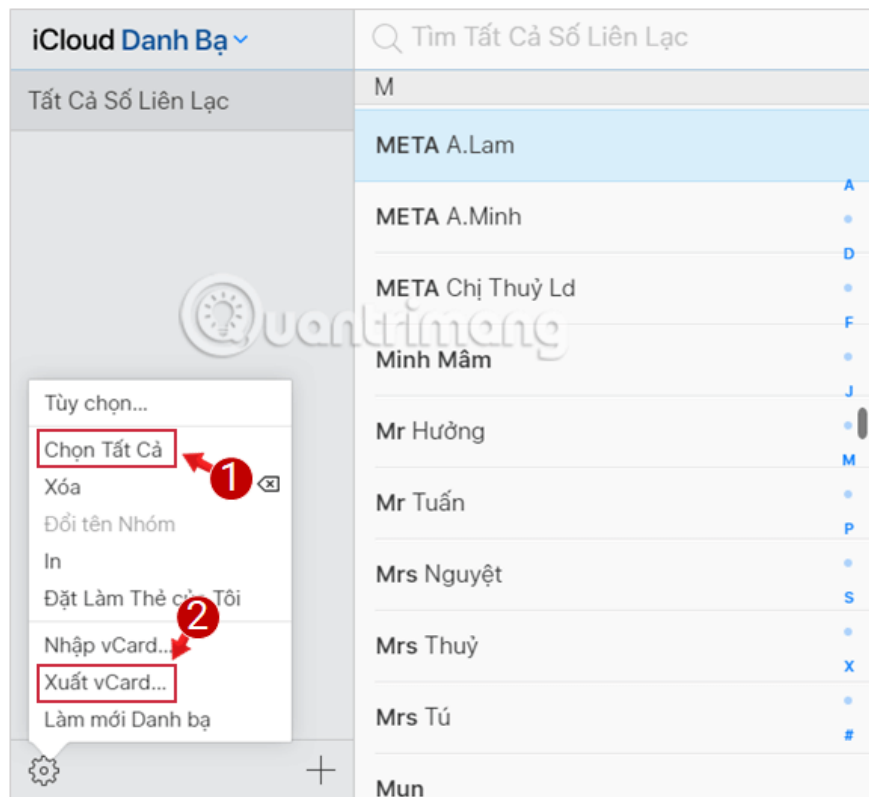 iCloud Danh Bạ
Tất Cả Số Liên Lạc
Tìm Tất Cả Số Liên Lạc
M
META A.Lam
META A.Minh
META Chị Thuỷ Ld
Minh Mâm
Mr Hưởng
Mr Tuấn
Mrs Nguyệt
Mrs Thuỷ
Mrs Tú
Mun
A
D
F
J
M
P
S
X
#
Quantrimang
Tùy chọn...
Chọn Tất Cả
1
Xóa
Đổi tên Nhóm
In
Đặt Làm Thẻ của Tôi
2
Nhập vCard...
Xuất vCard...
Làm mới Danh bạ